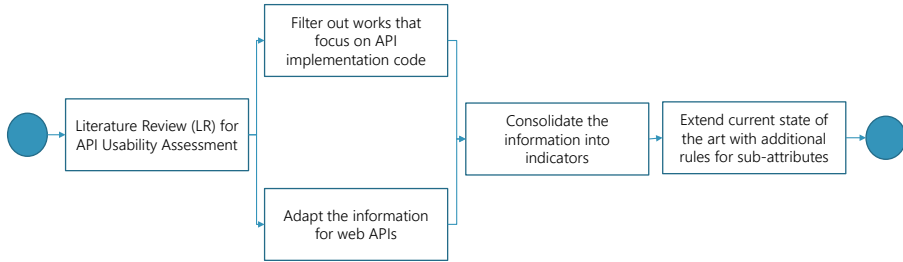 Literature Review (LR) for
API Usability Assessment
Filter out works that
focus on API
implementation code
Adapt the information
for web APIs
Consolidate the
information into
indicators
Extend current state of
the art with additional
rules for sub-attributes